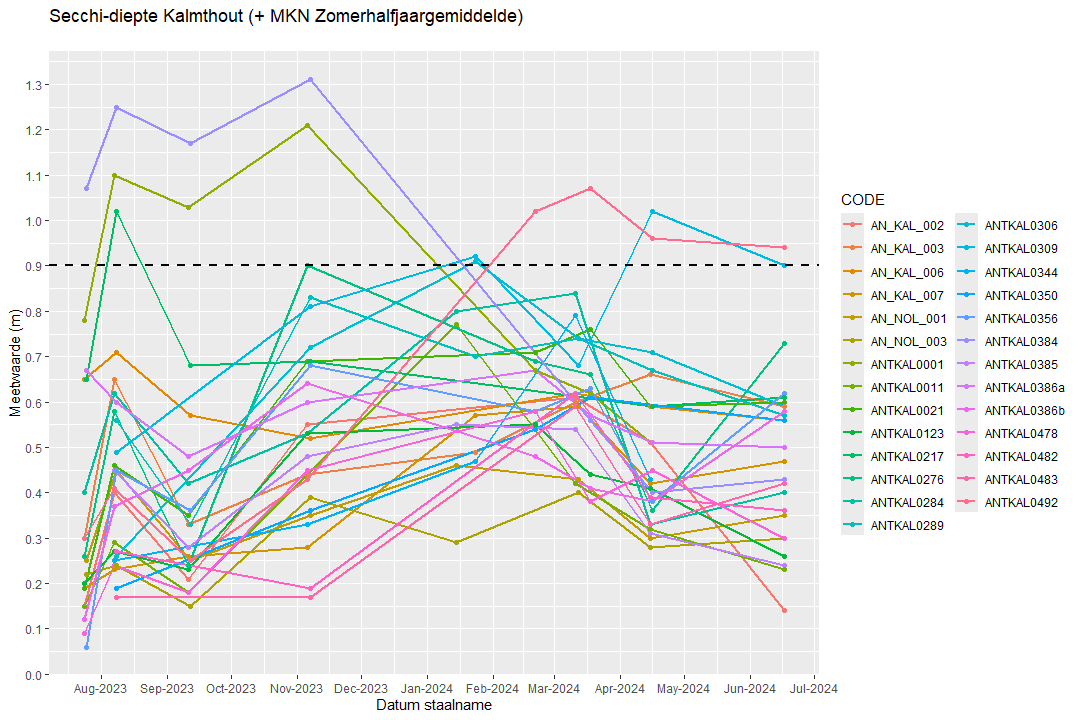 Secchi-diepte Kalmthout (+ MKN Zomerhalfjaargemiddelde)
1.3
1.2
1.1
1.0
0.9
0.8
0.7
0.6
0.5
0.4
0.3
0.2
0.1
0.0
Meetwaarde (m)
Aug-2023 Sep-2023 Oct-2023 Nov-2023 Dec-2023 Jan-2024 Feb-2024 Mar-2024 Apr-2024 May-2024 Jun-2024 Jul-2024
Datum staalname
CODE
AN_KAL_002
AN_KAL_003
AN_KAL_006
AN_KAL_007
AN_NOL_001
AN_NOL_003
ANTKAL0001
ANTKAL0011
ANTKAL0021
ANTKAL0123
ANTKAL0217
ANTKAL0276
ANTKAL0284
ANTKAL0289
ANTKAL0306
ANTKAL0309
ANTKAL0344
ANTKAL0350
ANTKAL0356
ANTKAL0384
ANTKAL0385
ANTKAL0386a
ANTKAL0386b
ANTKAL0478
ANTKAL0482
ANTKAL0483
ANTKAL0492